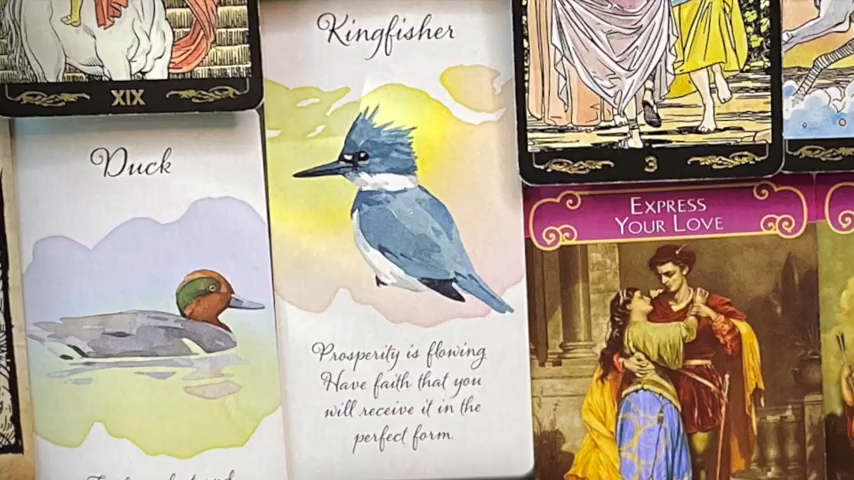 XIX
Kingfisher
3
Duck
Express
Your Love
Prosperity is flowing
Have faith that you
will receive it in the
perfect form.
and